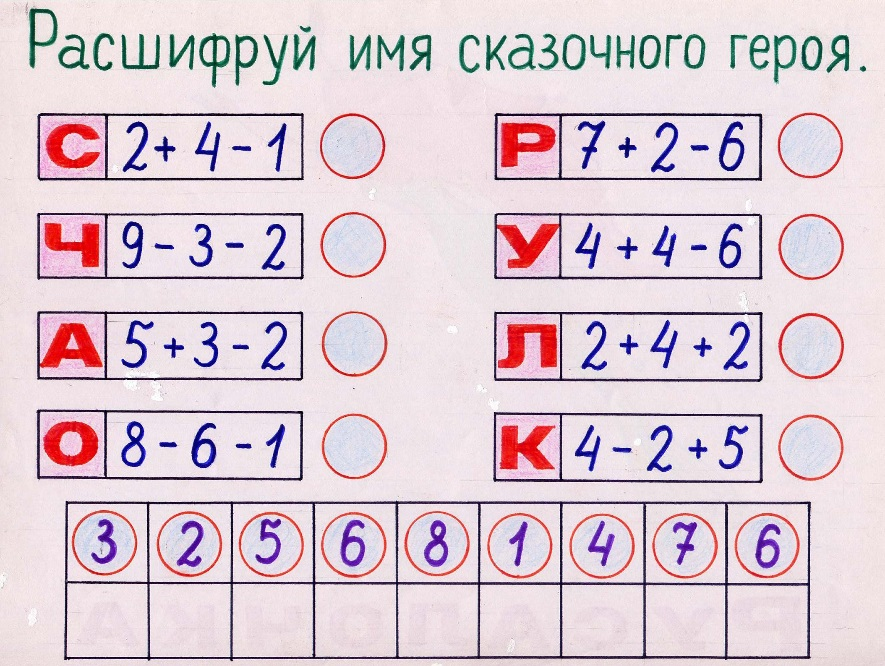 Расшифруй имя сказочного героя.
С 2 + 4 - 1
Р 7 + 2 - 6
Ч 9 - 3 - 2
У 4 + 4 - 6
А 5 + 3 - 2
Л 2 + 4 + 2
О 8 - 6 - 1
К 4 - 2 + 5
3 2 5 6 8 1 4 7 6
РУСАЛОЧКА